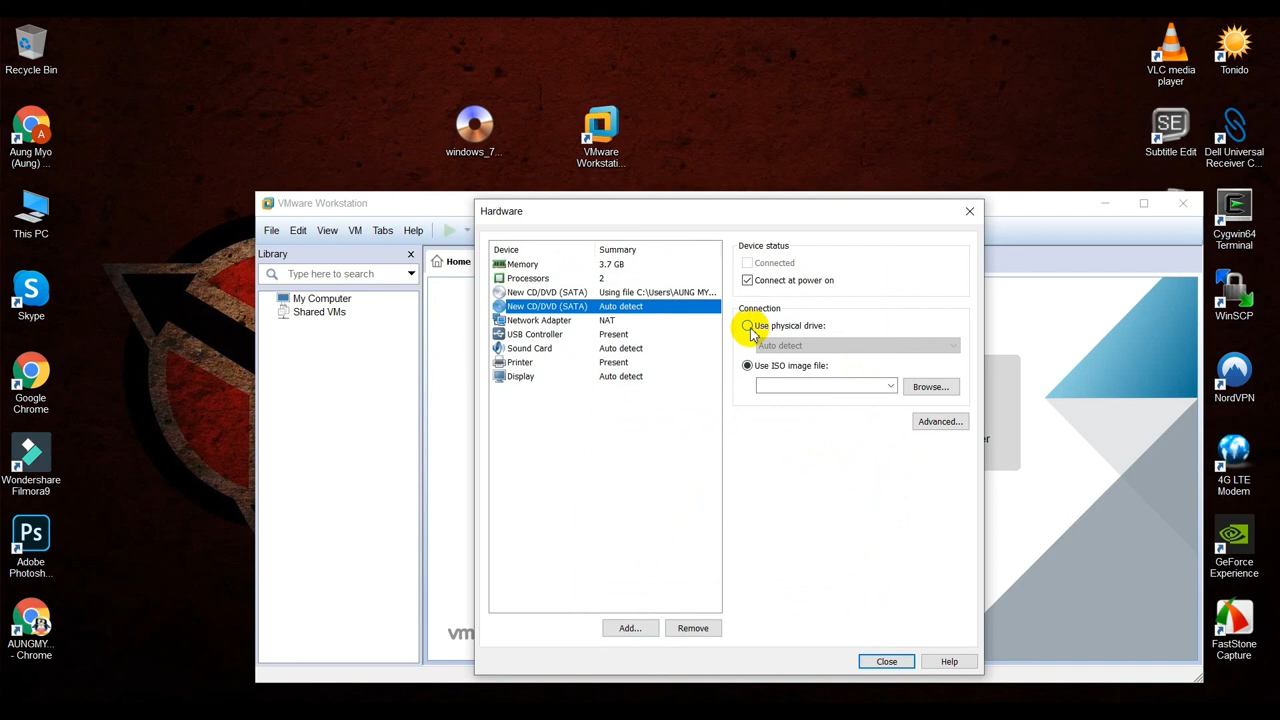 Recycle Bin
Aung Myo
(Aung) ...
This PC
Skype
Google
Chrome
Wondershare
Filmora9
Adobe
Photosh...
AUNGMY...
- Chrome
windows_7...
VMware
Workstati...
VLC media
player
Tonido
Subtitle Edit
Dell Universal
Receiver C...
Cygwin64
Terminal
WinSCP
NordVPN
4G LTE
Modem
GeForce
Experience
FastStone
Capture
VMware Workstation
File Edit View VM Tabs Help
Library
Type here to search
My Computer
Shared VMs
Home
vm
er
Hardware
Device Summary
Memory 3.7 GB
Processors 2
New CD/DVD (SATA) Using file C:\Users\AUNG MY...
New CD/DVD (SATA) Auto detect
Network Adapter NAT
USB Controller Present
Sound Card Auto detect
Printer Present
Display Auto detect
Add... Remove
Device status
Connected
Connect at power on
Connection
Use physical drive:
Auto detect
Use ISO image file:
Browse...
Advanced...
Close Help
SE
Ps
A